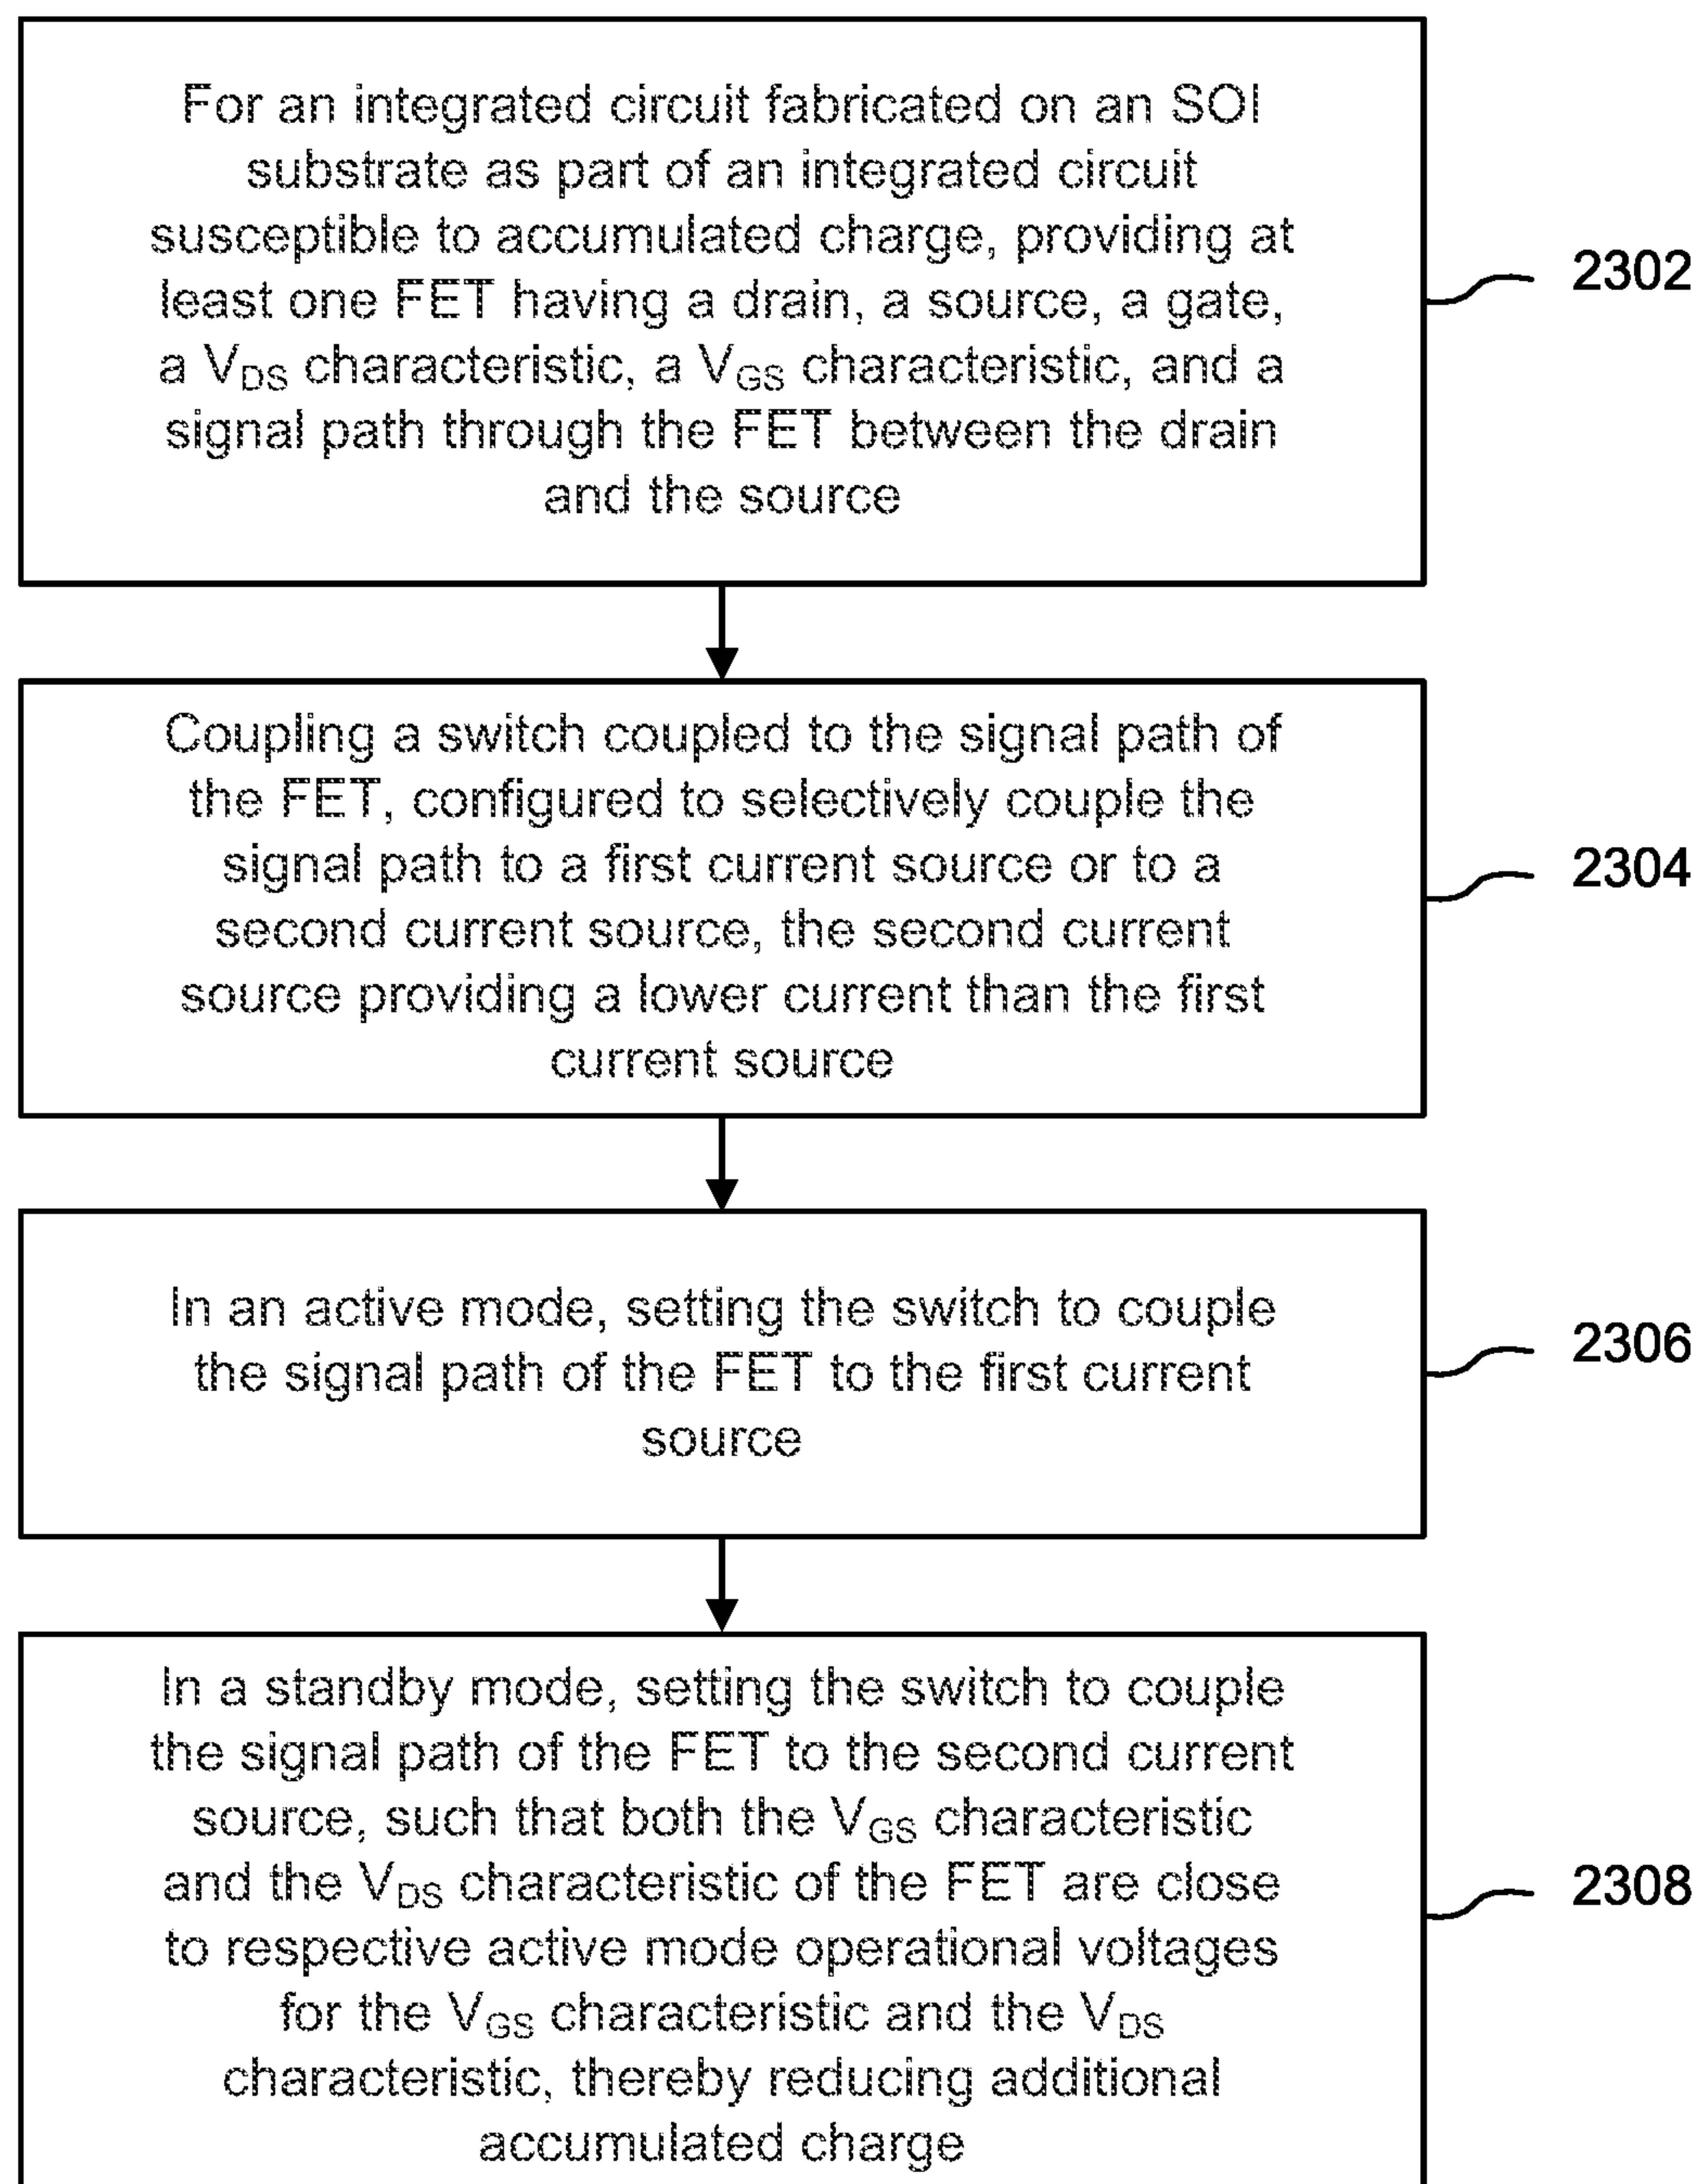 For an integrated circuit fabricated on an SOI
substrate as part of an integrated circuit
susceptible to accumulated charge, providing at
least one FET having a drain, a source, a gate,
a VDS characteristic, a VGS characteristic, and a
signal path through the FET between the drain
and the source
2302
Coupling a switch coupled to the signal path of
the FET, configured to selectively couple the
signal path to a first current source or to a
second current source, the second current
source providing a lower current than the first
current source
2304
In an active mode, setting the switch to couple
the signal path of the FET to the first current
source
2306
In a standby mode, setting the switch to couple
the signal path of the FET to the second current
source, such that both the VGS characteristic
and the VDS characteristic of the FET are close
to respective active mode operational voltages
for the VGS characteristic and the VDS
characteristic, thereby reducing additional
accumulated charge
2308